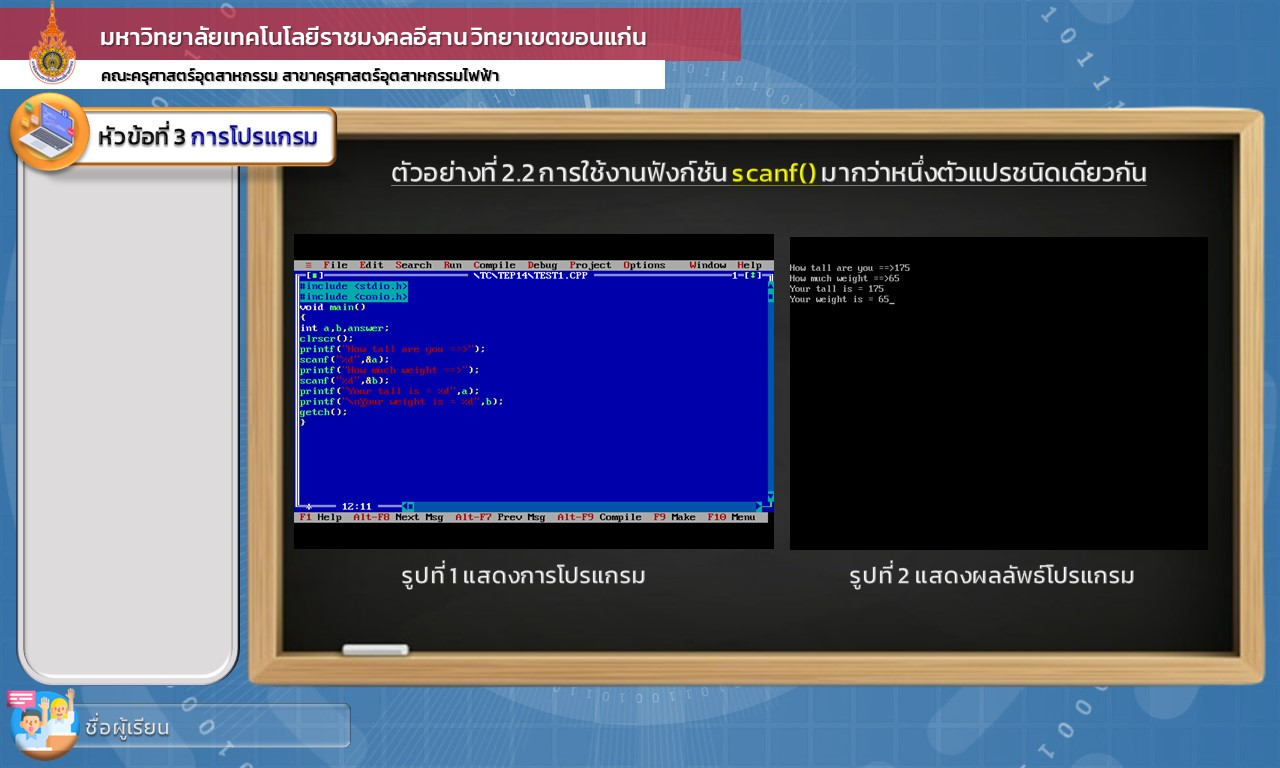 มหาวิทยาลัยเทคโนโลยีราชมงคลอีสาน วิทยาเขตขอนแก่น
คณะครุศาสตร์อุตสาหกรรม สาขาครุศาสตร์อุตสาหกรรมไฟฟ้า
หัวข้อที่ 3 การโปรแกรม
ตัวอย่างที่ 2.2 การใช้งานฟังก์ชัน scanf() มากว่าหนึ่งตัวแปรชนิดเดียวกัน
≡ File Edit Search Run Compile Debug Project Options Window Help
\TC\TEP14\TEST1.CPP 1=[↕]
#include <stdio.h>
#include <conio.h>
void main()
{
int a,b,answer;
clrscr();
printf("How tall are you ==>");
scanf("%d",&a);
printf("How much weight ==>");
scanf("%d",&b);
printf("Your tall is = %d",a);
printf("\nYour weight is = %d",b);
getch();
}
* 12:11
F1 Help Alt-F8 Next Msg Alt-F7 Prev Msg Alt-F9 Compile F9 Make F10 Menu
How tall are you ==>175
How much weight ==>65
Your tall is = 175
Your weight is = 65_
รูปที่ 1 แสดงการโปรแกรม
รูปที่ 2 แสดงผลลัพธ์โปรแกรม
ชื่อผู้เรียน